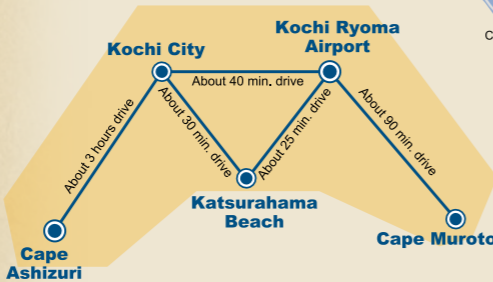 C
Kochi Ryoma
Airport
Kochi City
About 40 min. drive
About 3 hours drive
About 30 min. drive
About 25 min. drive
About 90 min. drive
Katsurahama
Beach
Cape Muroto
Cape
Ashizuri